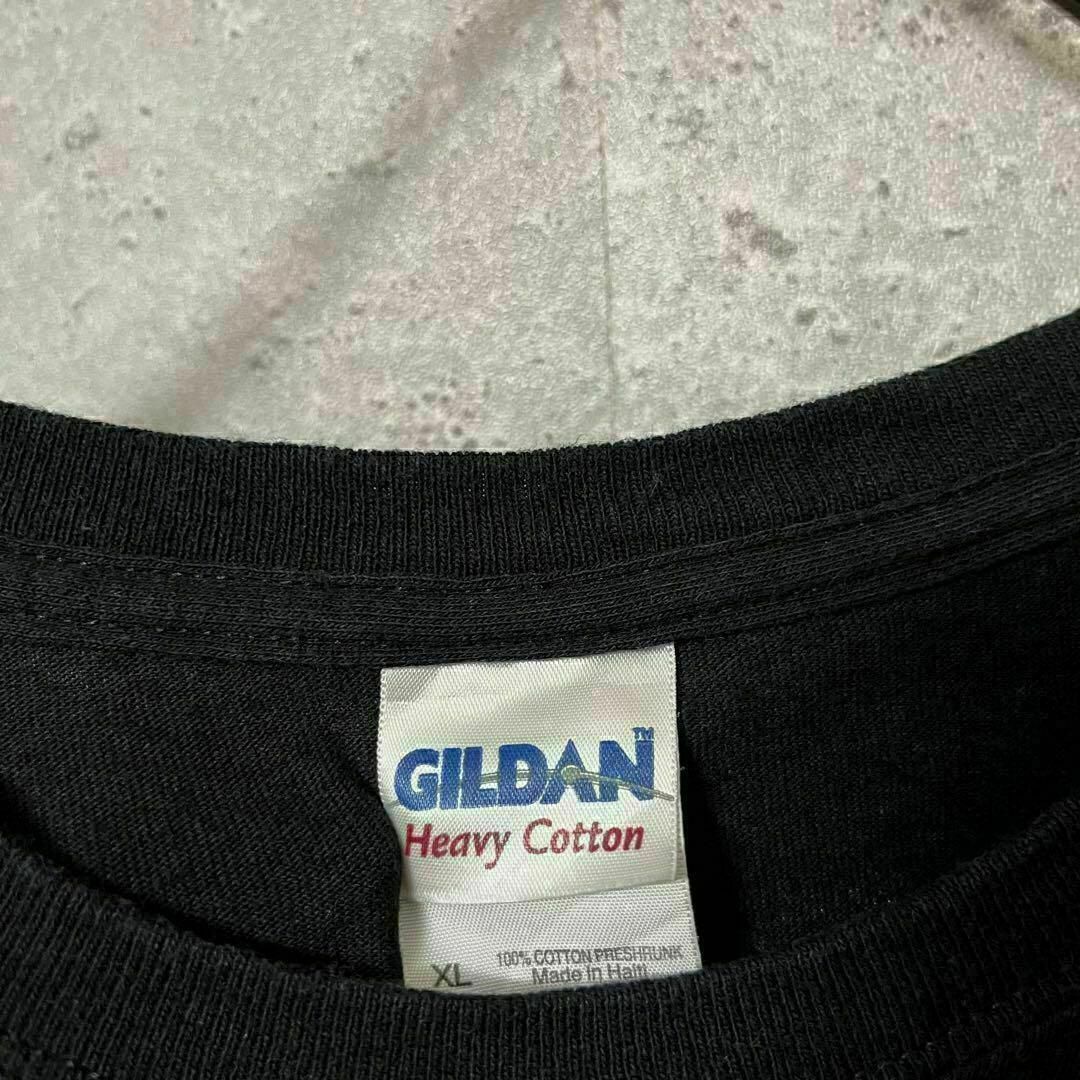 GILDAN™
Heavy Cotton
XL
100% COTTON PRESHRUNK
Made in Haiti